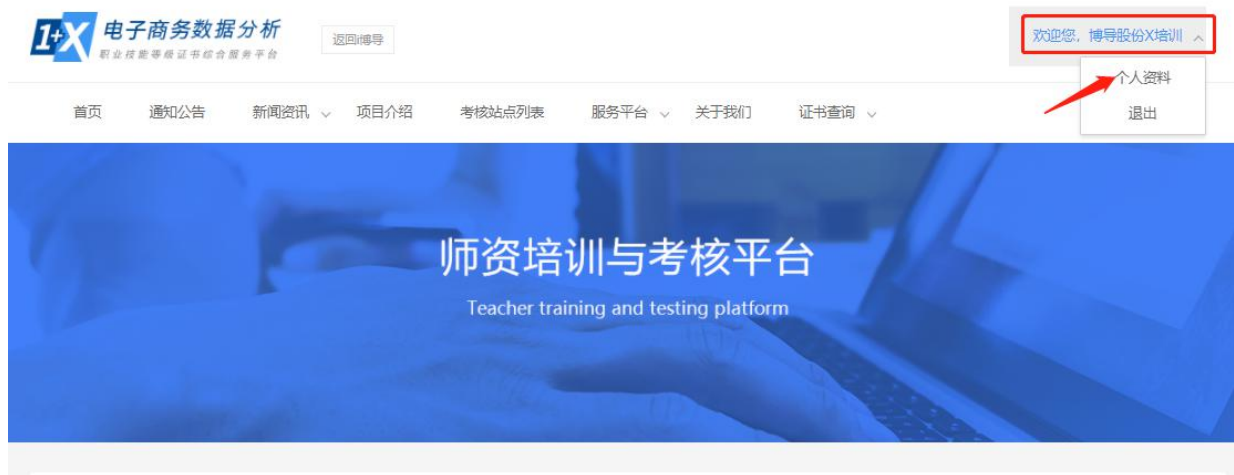 1+X 电子商务数据分析
职业技能等级证书综合服务平台
返回i博导
欢迎您，博导股份X培训
个人资料
退出
首页 通知公告 新闻资讯 项目介绍 考核站点列表 服务平台 关于我们 证书查询
师资培训与考核平台
Teacher training and testing platform